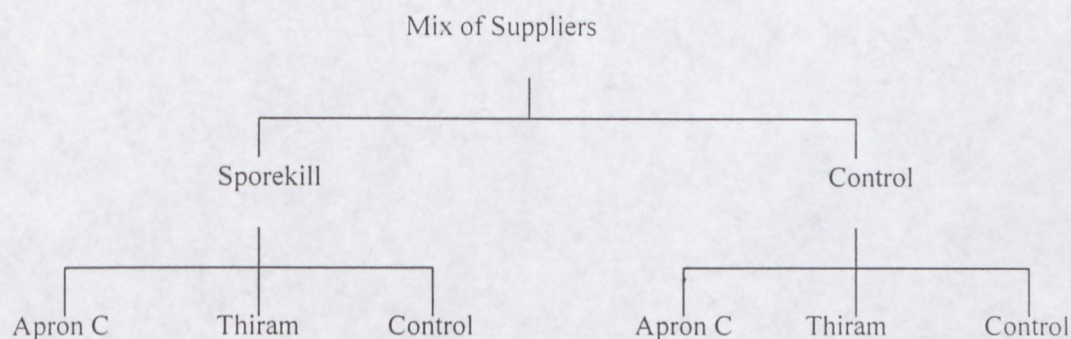 Mix of Suppliers
Sporekill Control
Apron C Thiram Control Apron C Thiram Control